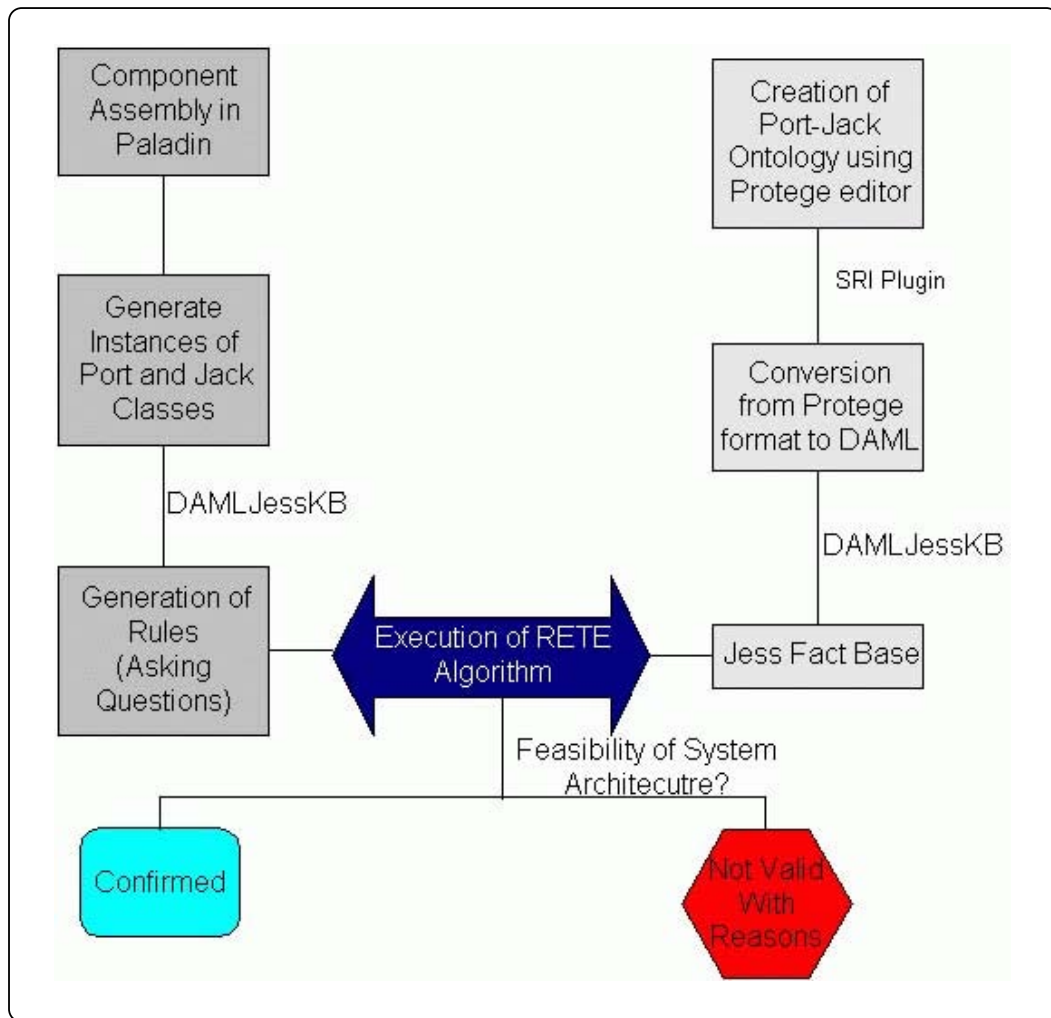 Component
Assembly in
Paladin
Creation of
Port-Jack
Ontology using
Protege editor
SRI Plugin
Generate
Instances of
Port and Jack
Classes
Conversion
from Protege
format to DAML
DAMLJessKB
DAMLJessKB
Generation of
Rules
(Asking
Questions)
Execution of RETE
Algorithm
Jess Fact Base
Feasibility of System
Architecutre?
Confirmed
Not Valid
With
Reasons